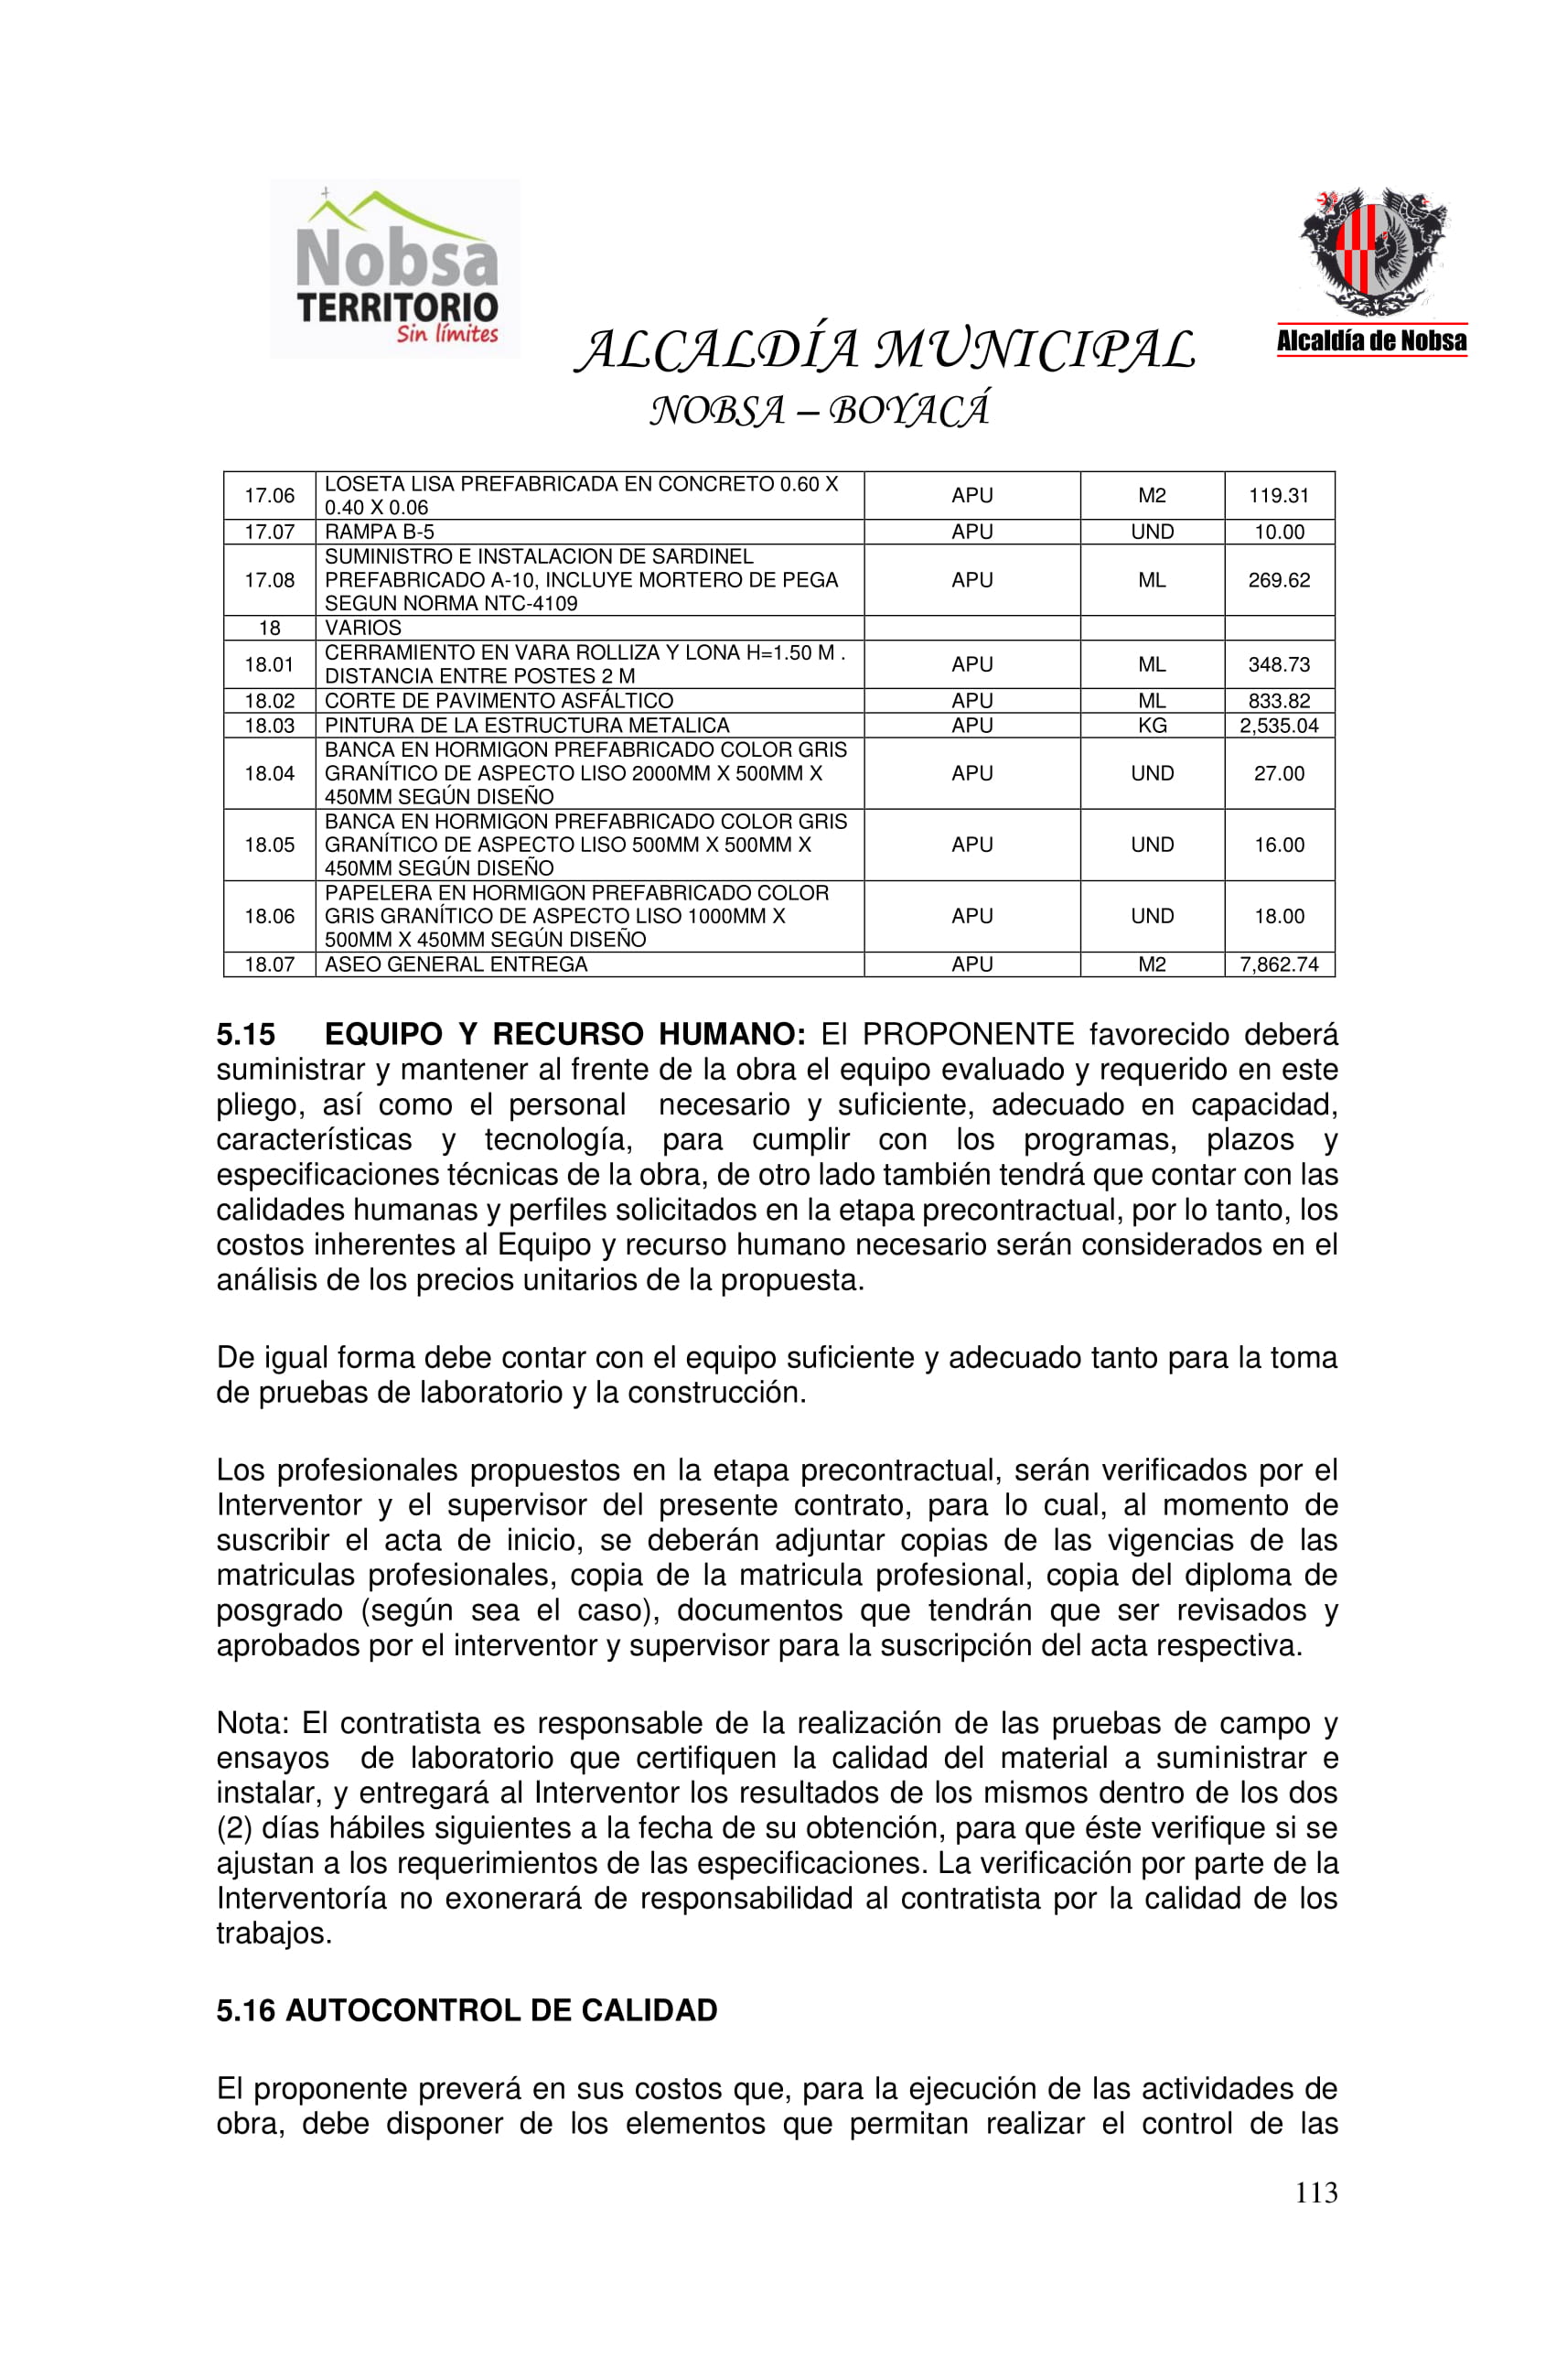 Nobsa
TERRITORIO
Sin límites
Alcaldía de Nobsa
ALCALDÍA MUNICIPAL
NOBSA – BOYACÁ
17.06 LOSETA LISA PREFABRICADA EN CONCRETO 0.60 X
0.40 X 0.06 APU M2 119.31
17.07 RAMPA B-5 APU UND 10.00
SUMINISTRO E INSTALACION DE SARDINEL
17.08 PREFABRICADO A-10, INCLUYE MORTERO DE PEGA APU ML 269.62
SEGUN NORMA NTC-4109
18 VARIOS
18.01 CERRAMIENTO EN VARA ROLLIZA Y LONA H=1.50 M .
DISTANCIA ENTRE POSTES 2 M APU ML 348.73
18.02 CORTE DE PAVIMENTO ASFÁLTICO APU ML 833.82
18.03 PINTURA DE LA ESTRUCTURA METALICA APU KG 2,535.04
BANCA EN HORMIGON PREFABRICADO COLOR GRIS
18.04 GRANÍTICO DE ASPECTO LISO 2000MM X 500MM X APU UND 27.00
450MM SEGÚN DISEÑO
BANCA EN HORMIGON PREFABRICADO COLOR GRIS
18.05 GRANÍTICO DE ASPECTO LISO 500MM X 500MM X APU UND 16.00
450MM SEGÚN DISEÑO
PAPELERA EN HORMIGON PREFABRICADO COLOR
18.06 GRIS GRANÍTICO DE ASPECTO LISO 1000MM X APU UND 18.00
500MM X 450MM SEGÚN DISEÑO
18.07 ASEO GENERAL ENTREGA APU M2 7,862.74
5.15 EQUIPO Y RECURSO HUMANO: El PROPONENTE favorecido deberá
suministrar y mantener al frente de la obra el equipo evaluado y requerido en este
pliego, así como el personal necesario y suficiente, adecuado en capacidad,
características y tecnología, para cumplir con los programas, plazos y
especificaciones técnicas de la obra, de otro lado también tendrá que contar con las
calidades humanas y perfiles solicitados en la etapa precontractual, por lo tanto, los
costos inherentes al Equipo y recurso humano necesario serán considerados en el
análisis de los precios unitarios de la propuesta.
De igual forma debe contar con el equipo suficiente y adecuado tanto para la toma
de pruebas de laboratorio y la construcción.
Los profesionales propuestos en la etapa precontractual, serán verificados por el
Interventor y el supervisor del presente contrato, para lo cual, al momento de
suscribir el acta de inicio, se deberán adjuntar copias de las vigencias de las
matriculas profesionales, copia de la matricula profesional, copia del diploma de
posgrado (según sea el caso), documentos que tendrán que ser revisados y
aprobados por el interventor y supervisor para la suscripción del acta respectiva.
Nota: El contratista es responsable de la realización de las pruebas de campo y
ensayos de laboratorio que certifiquen la calidad del material a suministrar e
instalar, y entregará al Interventor los resultados de los mismos dentro de los dos
(2) días hábiles siguientes a la fecha de su obtención, para que éste verifique si se
ajustan a los requerimientos de las especificaciones. La verificación por parte de la
Interventoría no exonerará de responsabilidad al contratista por la calidad de los
trabajos.
5.16 AUTOCONTROL DE CALIDAD
El proponente preverá en sus costos que, para la ejecución de las actividades de
obra, debe disponer de los elementos que permitan realizar el control de las
113